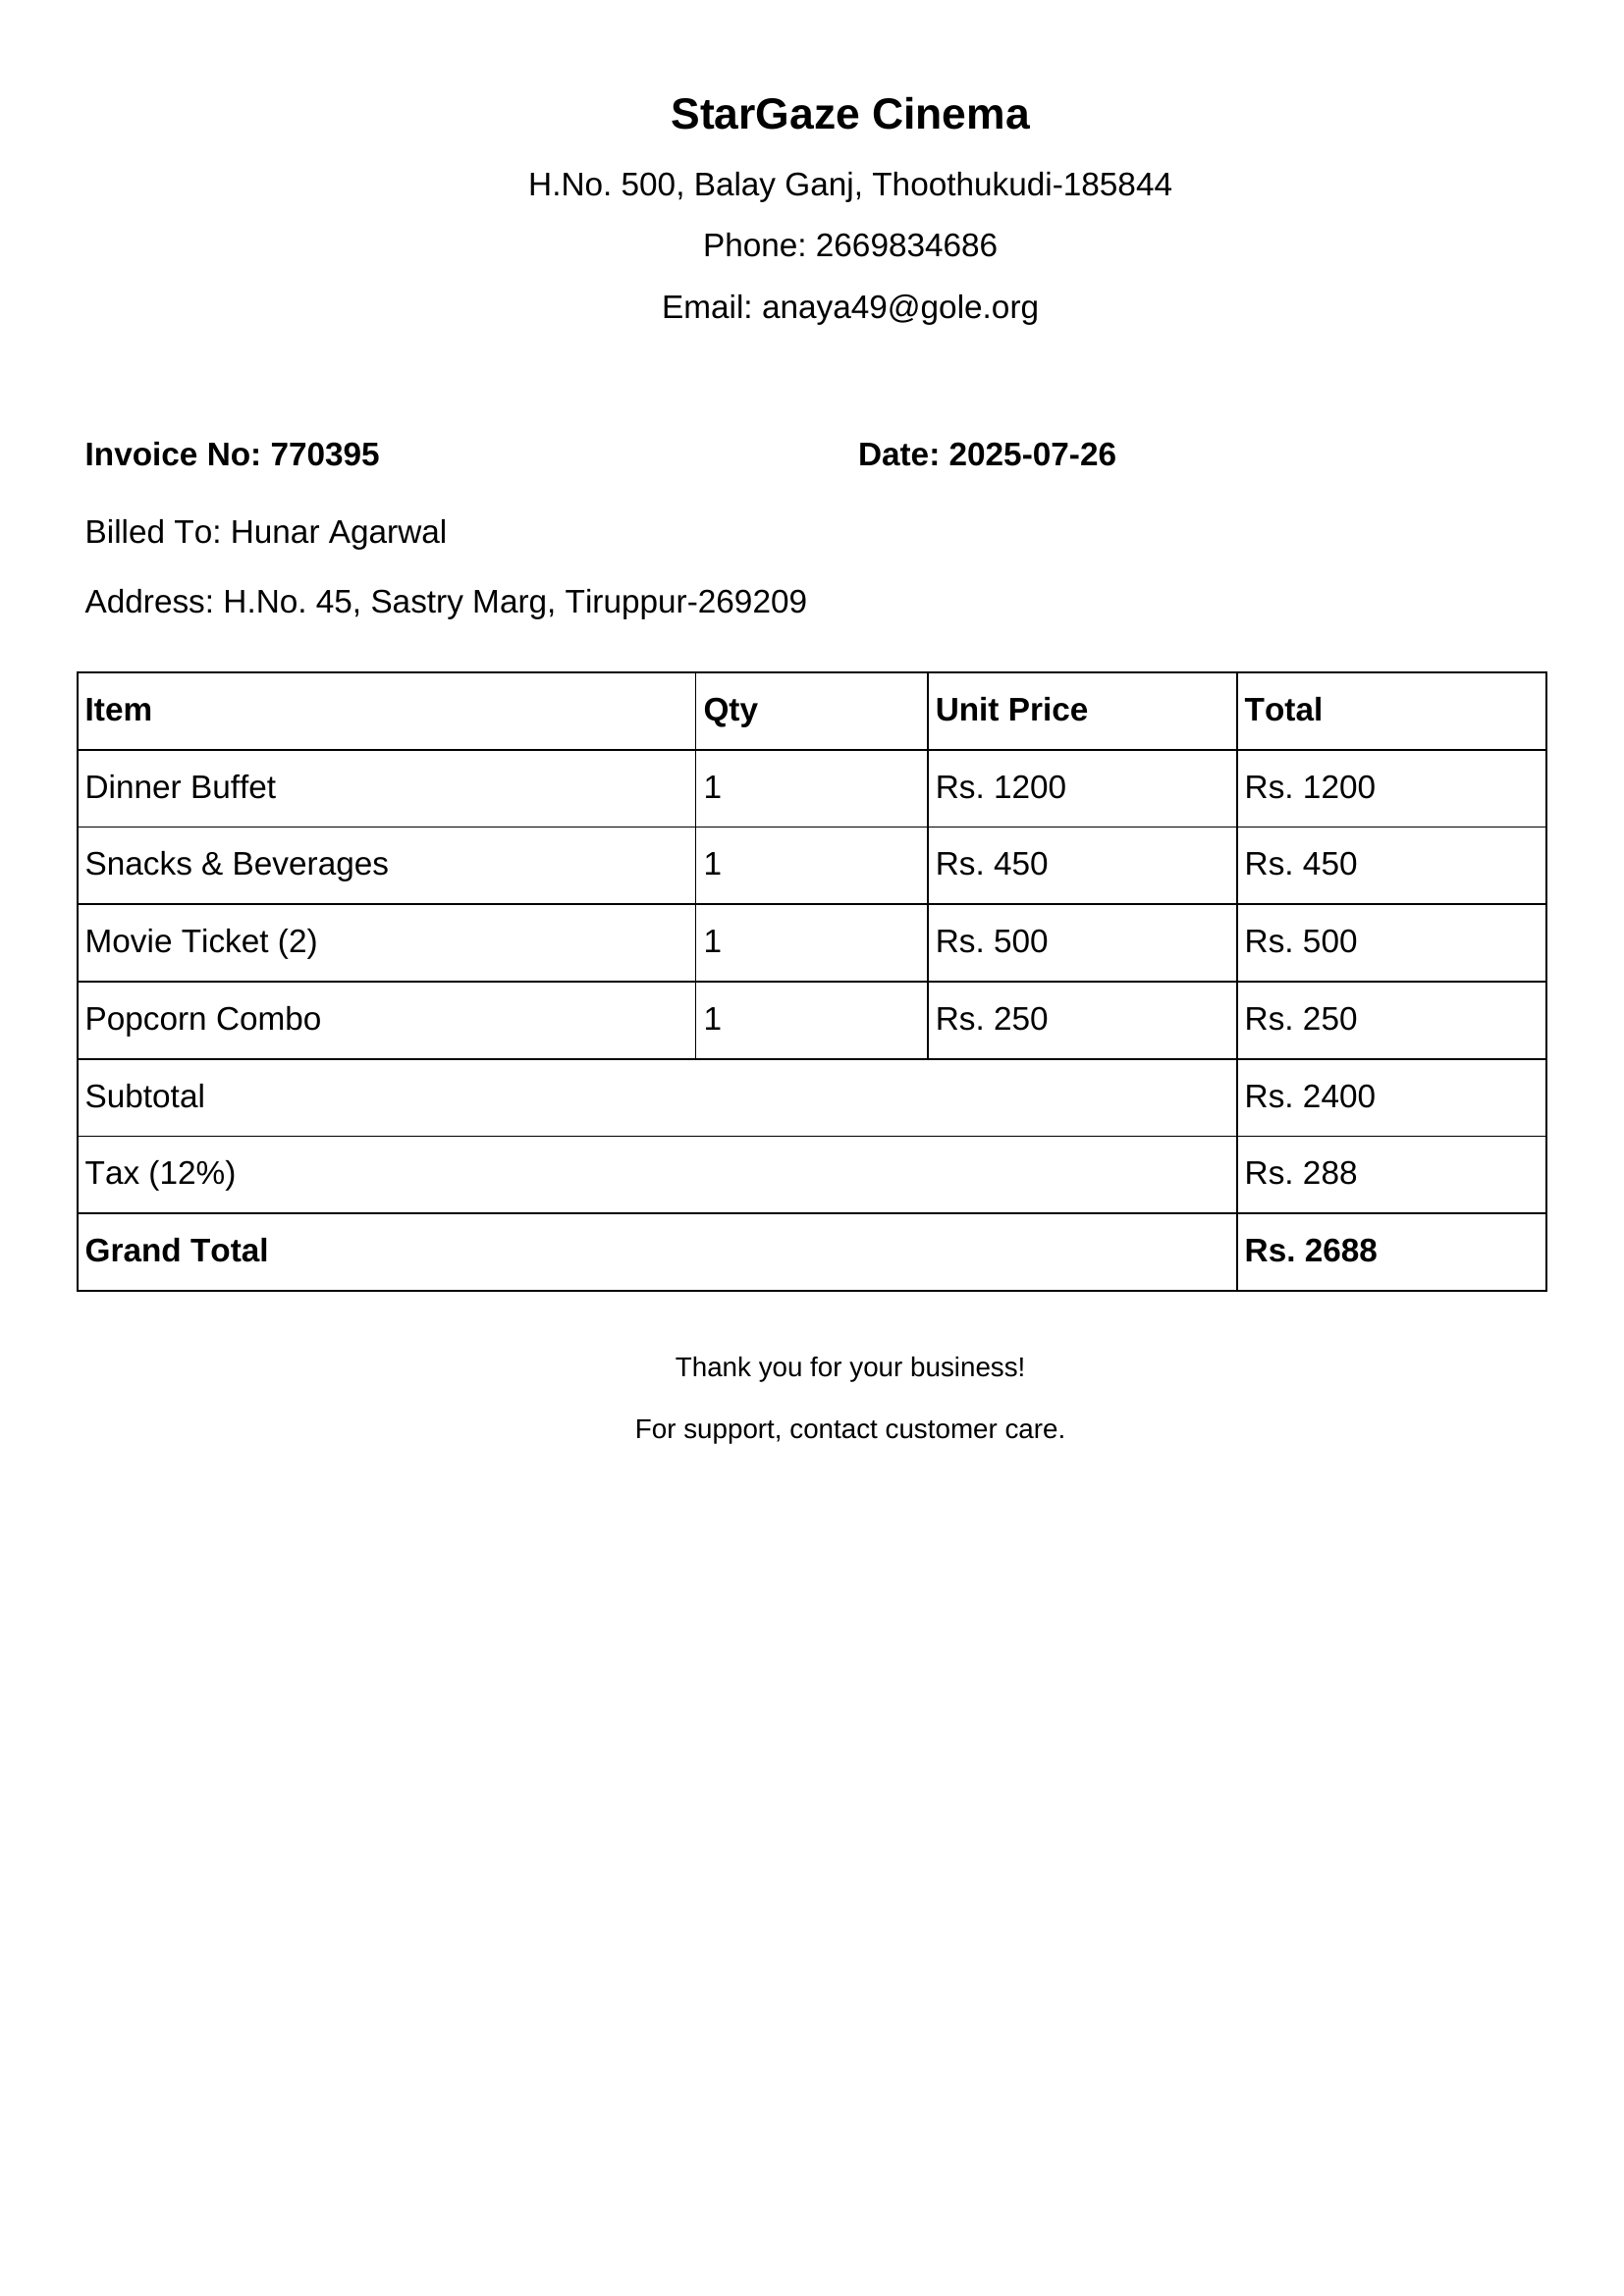 StarGaze Cinema
H.No. 500, Balay Ganj, Thoothukudi-185844
Phone: 2669834686
Email: anaya49@gole.org
Invoice No: 770395 Date: 2025-07-26
Billed To: Hunar Agarwal
Address: H.No. 45, Sastry Marg, Tiruppur-269209
Item Qty Unit Price Total
Dinner Buffet 1 Rs. 1200 Rs. 1200
Snacks & Beverages 1 Rs. 450 Rs. 450
Movie Ticket (2) 1 Rs. 500 Rs. 500
Popcorn Combo 1 Rs. 250 Rs. 250
Subtotal Rs. 2400
Tax (12%) Rs. 288
Grand Total Rs. 2688
Thank you for your business!
For support, contact customer care.